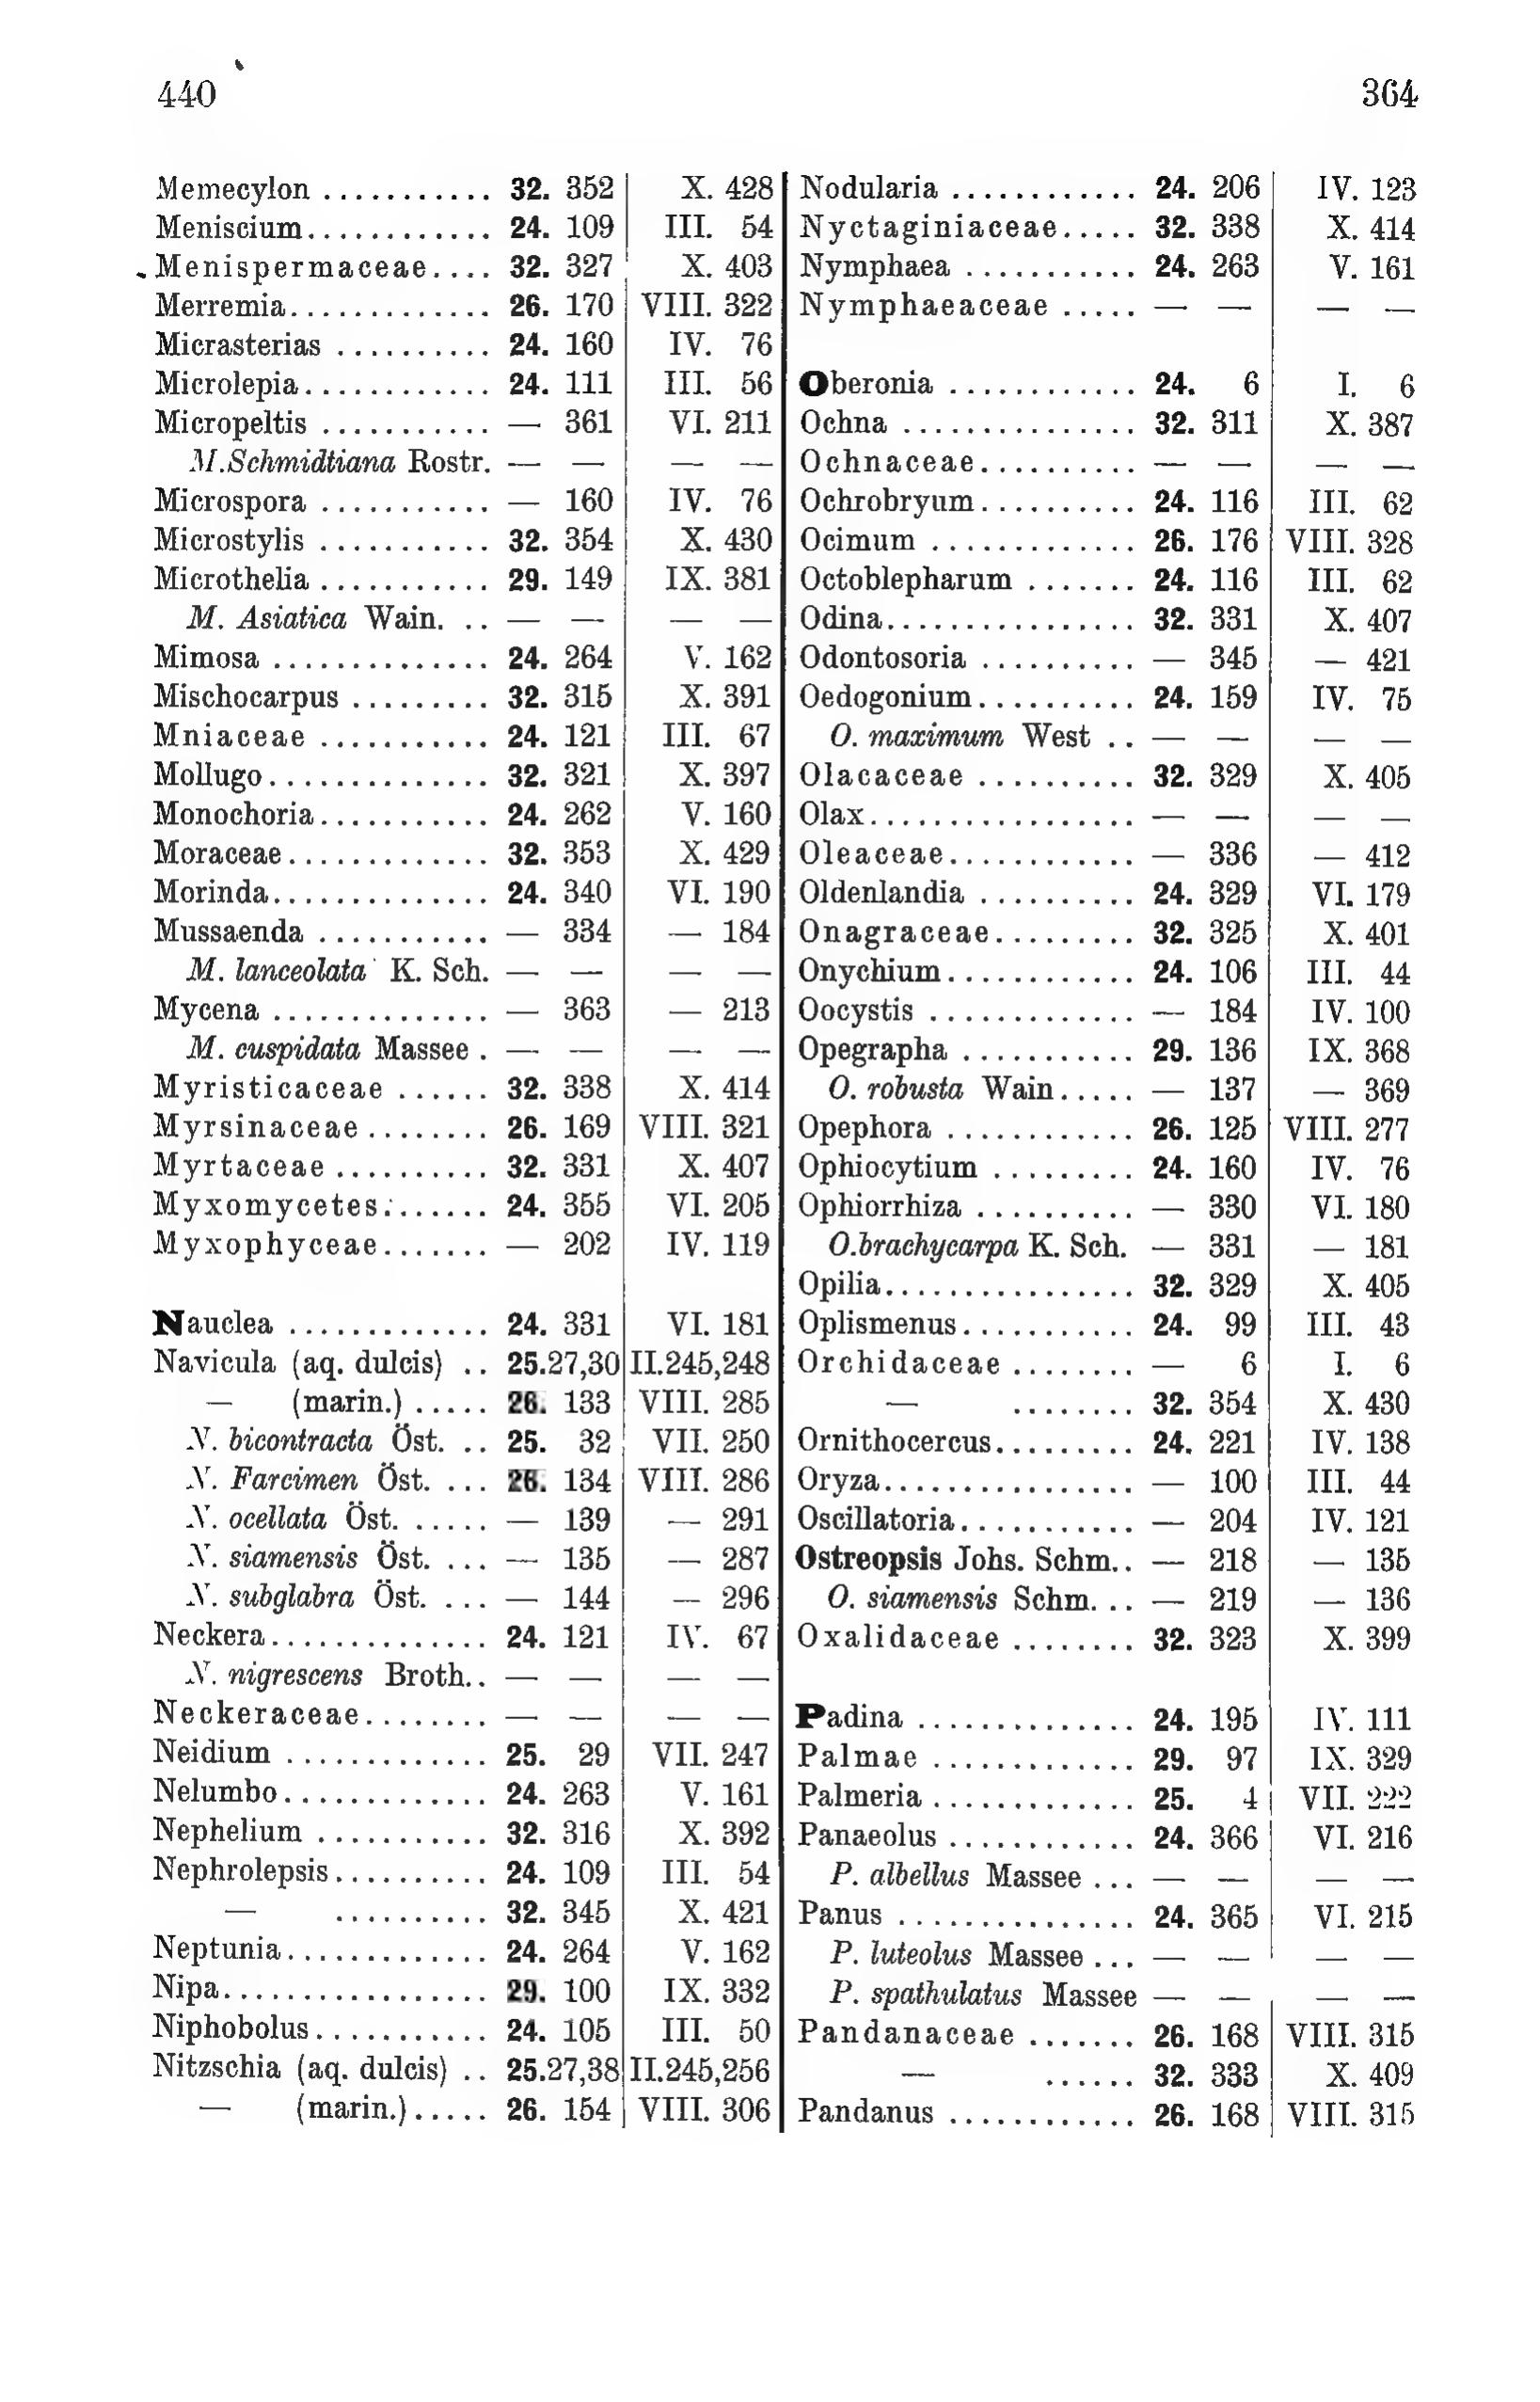 440 364
Memecylon ........... 32. 352 X. 428
Meniscium............ 24. 109 III. 54
Menispermaceae.... 32. 327 X. 403
Merremia............. 26. 170 VIII. 322
Micrasterias .......... 24. 160 IV. 76
Microlepia............ 24. 111 III. 56
Micropeltis ........... — 361 VI. 211
M.Schmidtiana Rostr. — — — —
Microspora ........... — 160 IV. 76
Microstylis ........... 32. 354 X. 430
Microthelia ........... 29. 149 IX. 381
M. Asiatica Wain. .. — — — —
Mimosa .............. 24. 264 V. 162
Mischocarpus ......... 32. 315 X. 391
Mniaceae ........... 24. 121 III. 67
Mollugo.............. 32. 321 X. 397
Monochoria........... 24. 262 V. 160
Moraceae............. 32. 353 X. 429
Morinda.............. 24. 340 VI. 190
Mussaenda ........... — 334 — 184
M. lanceolata K. Sch. — — — —
Mycena .............. — 363 — 213
M. cuspidata Massee . — — — —
Myristicaceae ...... 32. 338 X. 414
Myrsinaceae ........ 26. 169 VIII. 321
Myrtaceae .......... 32. 331 X. 407
Myxomycetes....... 24. 355 VI. 205
Myxophyceae....... — 202 IV. 119
Nauclea ............. 24. 331 VI. 181
Navicula (aq. dulcis) .. 25.27,30 II.245,248
— (marin.) ..... 26. 133 VIII. 285
N. bicontracta Öst. .. 25. 32 VII. 250
N. Farcimen Öst. ... 26. 134 VIII. 286
N. ocellata Öst. ..... — 139 — 291
N. siamensis Öst. ... — 135 — 287
N. subglabra Öst. ... — 144 — 296
Neckera.............. 24. 121 IV. 67
N. nigrescens Broth.. — — — —
Neckeraceae........ — — — —
Neidium ............. 25. 29 VII. 247
Nelumbo............. 24. 263 V. 161
Nephelium ........... 32. 316 X. 392
Nephrolepsis.......... 24. 109 III. 54
— .......... 32. 345 X. 421
Neptunia............. 24. 264 V. 162
Nipa................. 29. 100 IX. 332
Niphobolus........... 24. 105 III. 50
Nitzschia (aq. dulcis) .. 25.27,38 II.245,256
— (marin.)..... 26. 154 VIII. 306
Nodularia ............ 24. 206 IV. 123
Nyctaginiaceae..... 32. 338 X. 414
Nymphaea ........... 24. 263 V. 161
Nymphaeaceae ..... — — — —
Oberonia ............ 24. 6 I. 6
Ochna ............... 32. 311 X. 387
Ochnaceae.......... — — — —
Ochrobryum.......... 24. 116 III. 62
Ocimum ............. 26. 176 VIII. 328
Octoblepharum ....... 24. 116 III. 62
Odina................ 32. 331 X. 407
Odontosoria .......... — 345 — 421
Oedogonium.......... 24. 159 IV. 75
O. maximum West .. — — — —
Olacaceae .......... 32. 329 X. 405
Olax................. — — — —
Oleaceae............ — 336 — 412
Oldenlandia .......... 24. 329 VI. 179
Onagraceae......... 32. 325 X. 401
Onychium............ 24. 106 III. 44
Oocystis ............. — 184 IV. 100
Opegrapha ........... 29. 136 IX. 368
O. robusta Wain..... — 137 — 369
Opephora ............ 26. 125 VIII. 277
Ophiocytium ......... 24. 160 IV. 76
Ophiorrhiza .......... — 330 VI. 180
O.brachycarpa K. Sch. — 331 — 181
Opilia................ 32. 329 X. 405
Oplismenus........... 24. 99 III. 43
Orchidaceae ........ — 6 I. 6
— ........ 32. 354 X. 430
Ornithocercus......... 24. 221 IV. 138
Oryza................ — 100 III. 44
Oscillatoria........... — 204 IV. 121
Ostreopsis Johs. Schm.. — 218 — 135
O. siamensis Schm. .. — 219 — 136
Oxalidaceae ........ 32. 323 X. 399
Padina .............. 24. 195 IV. 111
Palmae ............. 29. 97 IX. 329
Palmeria ............. 25. 4 VII. 222
Panaeolus ............ 24. 366 VI. 216
P. albellus Massee ... — — — —
Panus ............... 24. 365 VI. 215
P. luteolus Massee ... — — — —
P. spathulatus Massee — — — —
Pandanaceae ....... 26. 168 VIII. 315
— ...... 32. 333 X. 409
Pandanus ............ 26. 168 VIII. 315